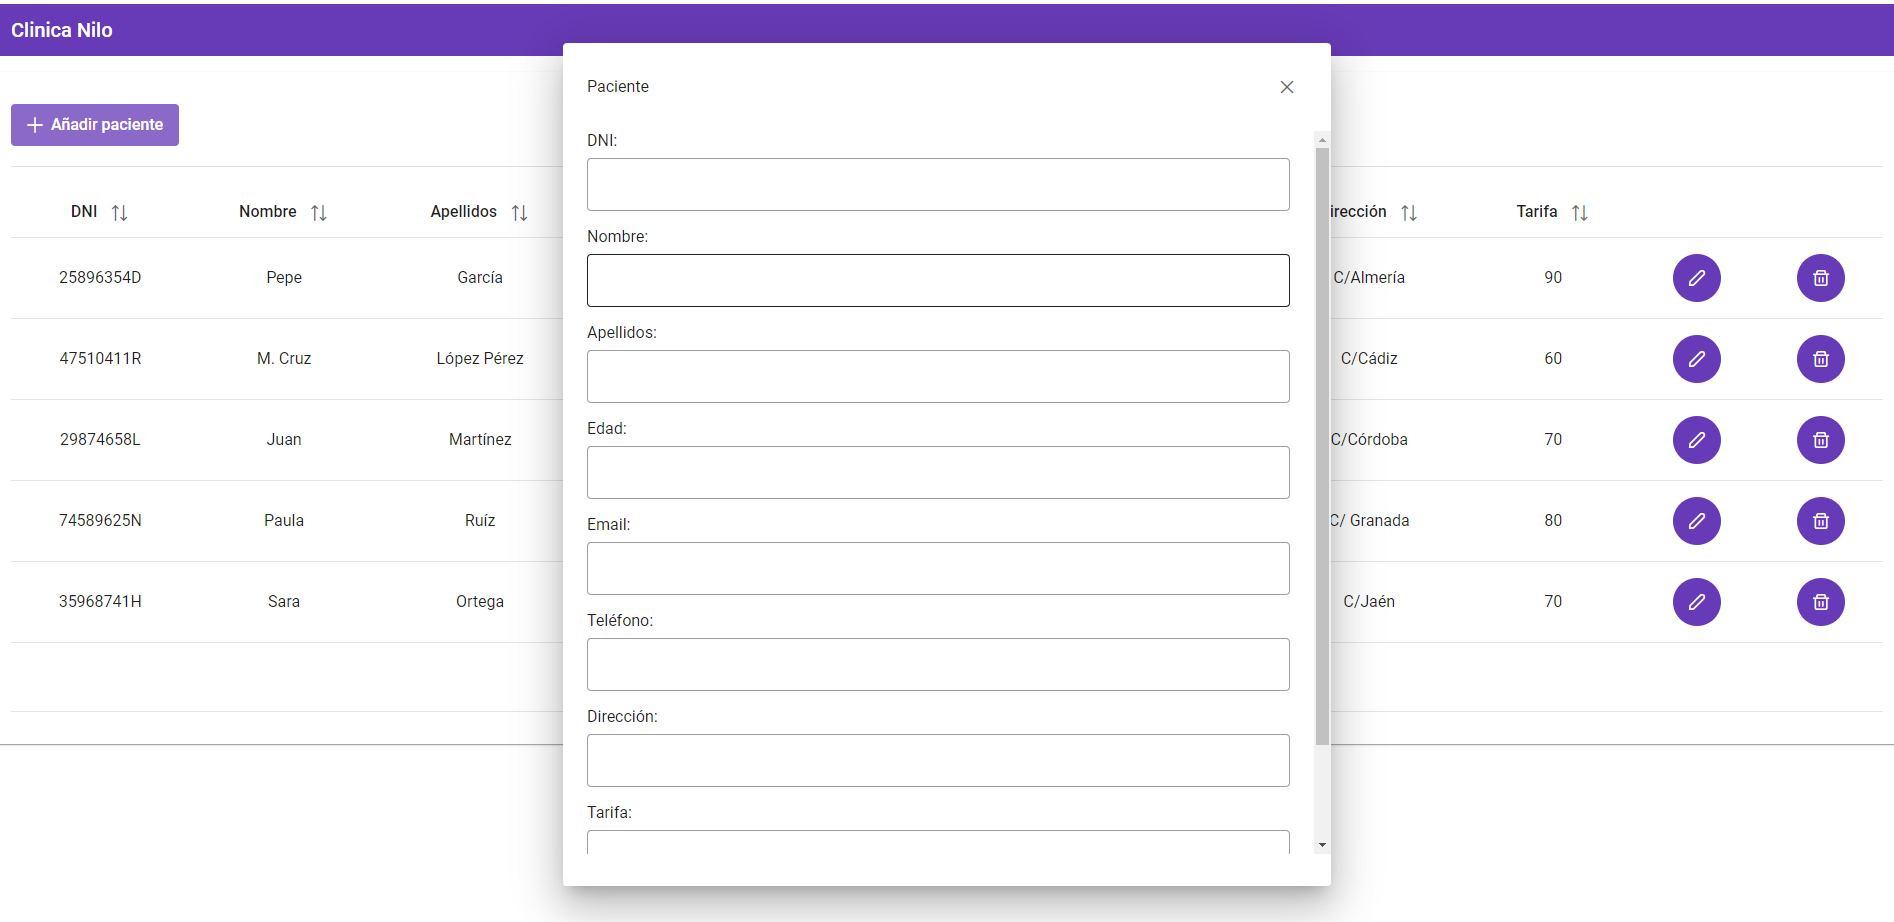 Clinica Nilo
Paciente
Añadir paciente
DNI:
Nombre:
Apellidos:
Edad:
Email:
Teléfono:
Dirección:
Tarifa:
DNI Nombre Apellidos irección Tarifa
25896354D Pepe García C/Almería 90
47510411R M. Cruz López Pérez C/Cádiz 60
29874658L Juan Martínez C/Córdoba 70
74589625N Paula Ruíz C/ Granada 80
35968741H Sara Ortega C/Jaén 70